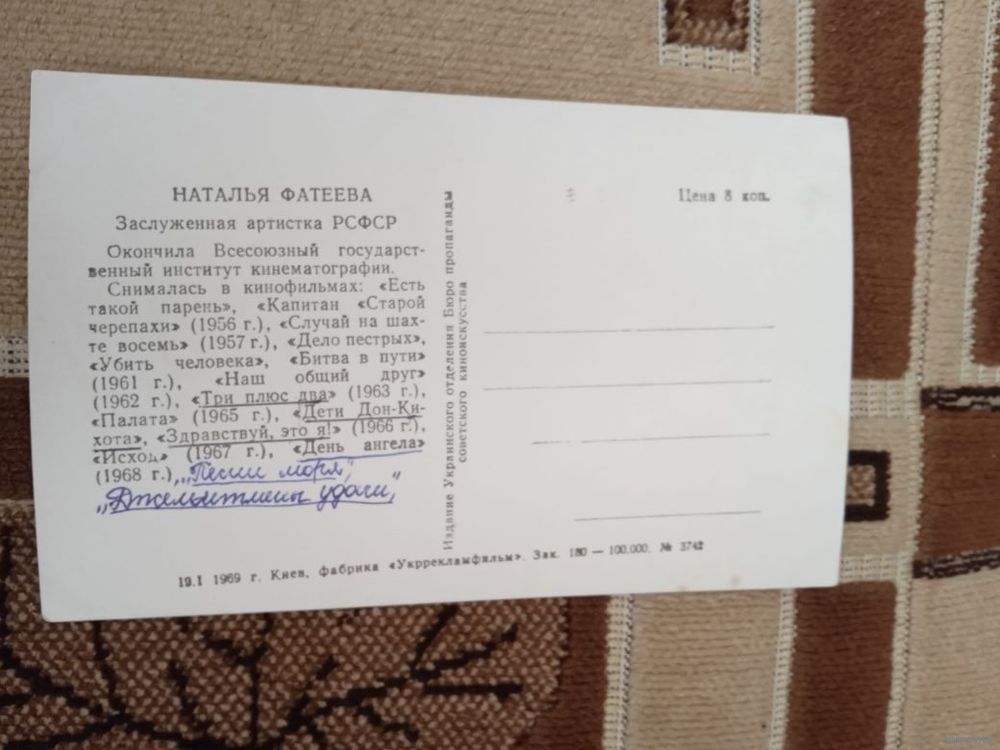 НАТАЛЬЯ ФАТЕЕВА
Заслуженная артистка РСФСР
Окончила Всесоюзный государст-
венный институт кинематографии.
Снималась в кинофильмах: «Есть
такой парень», «Капитан «Старой
черепахи» (1956 г.), «Случай на шах-
те восемь» (1957 г.), «Дело пестрых»,
«Убить человека», «Битва в пути»
(1961 г.), «Наш общий друг»
(1962 г.), «Три плюс два» (1963 г.),
«Палата» (1965 г.), «Дети Дон-Ки-
хота», «Здравствуй, это я!» (1966 г.),
«Исход» (1967 г.), «День ангела»
(1968 г.), „Песни моря",
„Джельтмены удачи",
Издание Украинского отделения Бюро пропаганды
советского киноискусства
Цена 8 коп.
19.I 1969 г. Киев, фабрика «Укррекламфильм». Зак. 180 — 100.000. № 3742